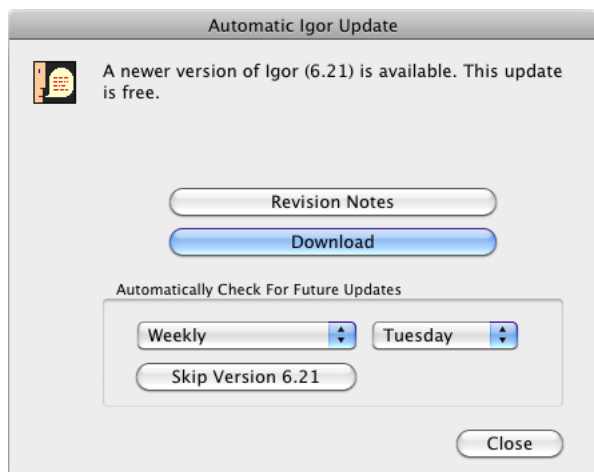 Automatic Igor Update
A newer version of Igor (6.21) is available. This update
is free.
Revision Notes
Download
Automatically Check For Future Updates
Weekly
Tuesday
Skip Version 6.21
Close